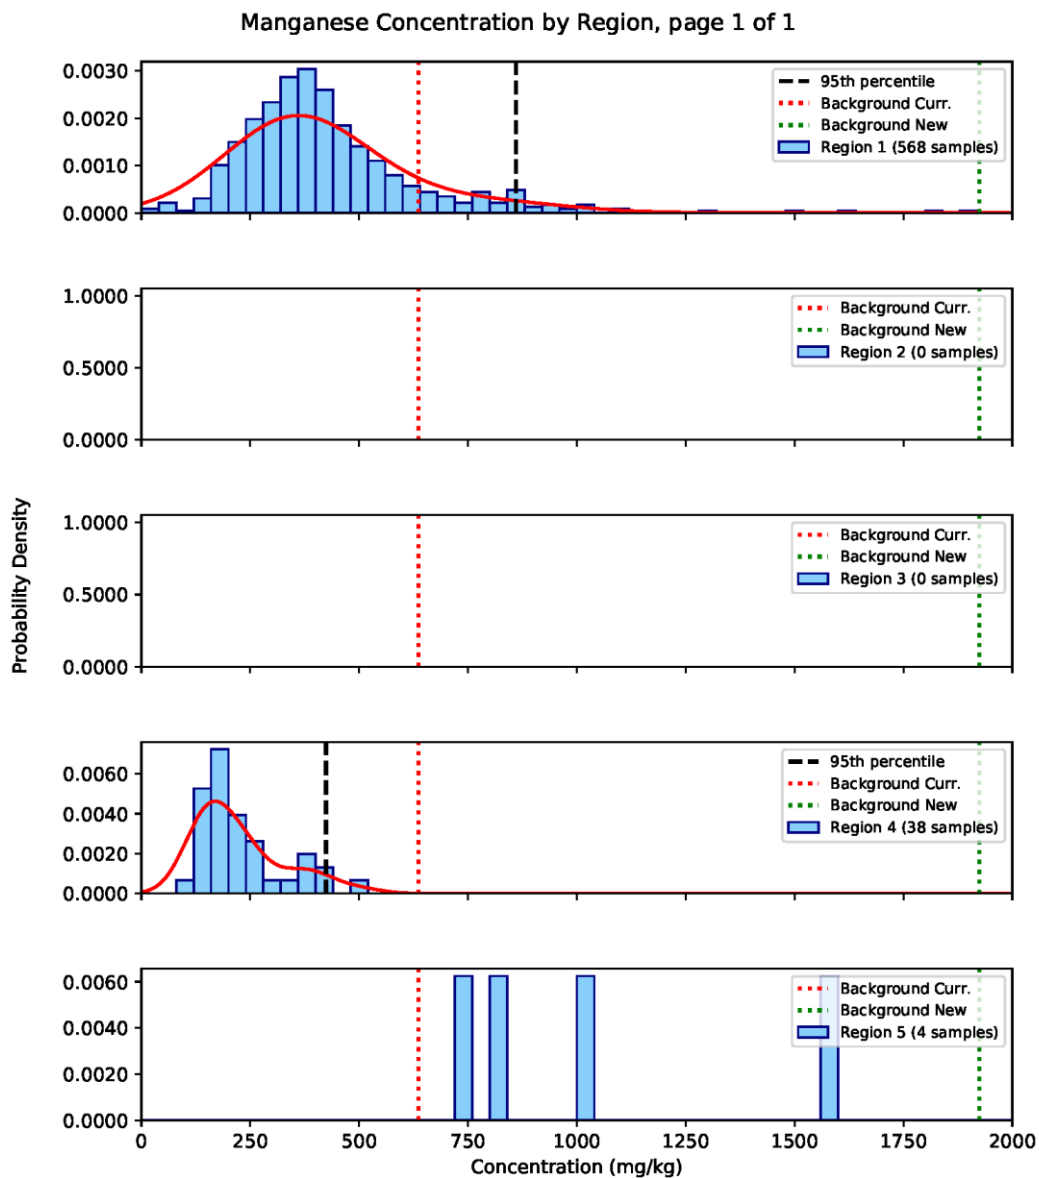 Manganese Concentration by Region, page 1 of 1
0.0030
0.0020
0.0010
0.0000
95th percentile
Background Curr.
Background New
Region 1 (568 samples)
1.0000
0.5000
0.0000
Background Curr.
Background New
Region 2 (0 samples)
Probability Density
1.0000
0.5000
0.0000
Background Curr.
Background New
Region 3 (0 samples)
0.0060
0.0040
0.0020
0.0000
95th percentile
Background Curr.
Background New
Region 4 (38 samples)
0.0060
0.0040
0.0020
0.0000
Background Curr.
Background New
Region 5 (4 samples)
0 250 500 750 1000 1250 1500 1750 2000
Concentration (mg/kg)